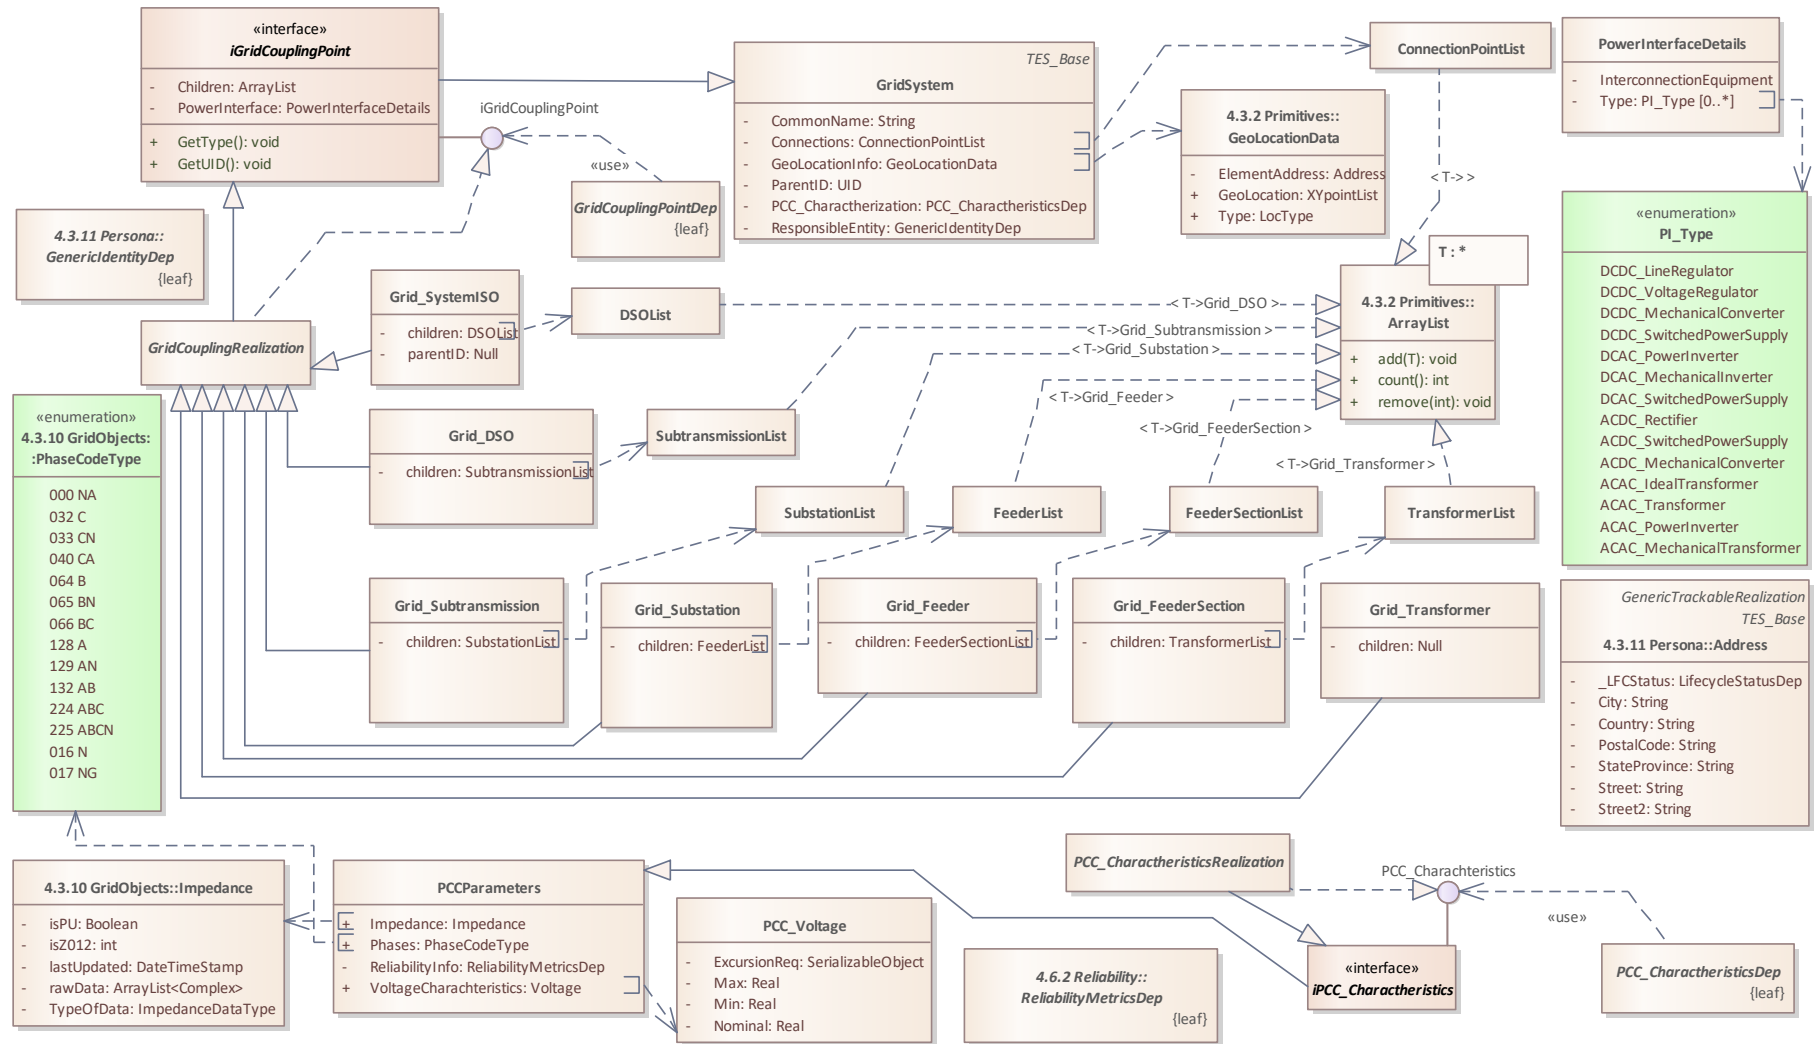 «interface»
iGridCouplingPoint
- Children: ArrayList
- PowerInterface: PowerInterfaceDetails
+ GetType(): void
+ GetUID(): void
iGridCouplingPoint
«use»
GridCouplingPointDep
{leaf}
TES_Base
GridSystem
- CommonName: String
- Connections: ConnectionPointList
- GeoLocationInfo: GeoLocationData
- ParentID: UID
- PCC_Charactherization: PCC_CharactheristicsDep
- ResponsibleEntity: GenericIdentityDep
ConnectionPointList
4.3.2 Primitives::
GeoLocationData
- ElementAddress: Address
+ GeoLocation: XYpointList
+ Type: LocType
< T->>
PowerInterfaceDetails
- InterconnectionEquipment
- Type: PI_Type [0..*]
«enumeration»
PI_Type
DCDC_LineRegulator
DCDC_VoltageRegulator
DCDC_MechanicalConverter
DCDC_SwitchedPowerSupply
DCAC_PowerInverter
DCAC_MechanicalInverter
DCAC_SwitchedPowerSupply
ACDC_Rectifier
ACDC_SwitchedPowerSupply
ACDC_MechanicalConverter
ACAC_IdealTransformer
ACAC_Transformer
ACAC_PowerInverter
ACAC_MechanicalTransformer
4.3.11 Persona::
GenericIdentityDep
{leaf}
GridCouplingRealization
Grid_SystemISO
- children: DSOList
- parentID: Null
DSOList
< T->Grid_DSO >
< T->Grid_Subtransmission >
< T->Grid_Substation >
< T->Grid_Feeder >
< T->Grid_FeederSection >
< T->Grid_Transformer >
T : *
4.3.2 Primitives::
ArrayList
+ add(T): void
+ count(): int
+ remove(int): void
«enumeration»
4.3.10 GridObjects:
:PhaseCodeType
000 NA
032 C
033 CN
040 CA
064 B
065 BN
066 BC
128 A
129 AN
132 AB
224 ABC
225 ABCN
016 N
017 NG
Grid_DSO
- children: SubtransmissionList
SubtransmissionList
SubstationList
FeederList
FeederSectionList
TransformerList
Grid_Subtransmission
- children: SubstationList
Grid_Substation
- children: FeederList
Grid_Feeder
- children: FeederSectionList
Grid_FeederSection
- children: TransformerList
Grid_Transformer
- children: Null
GenericTrackableRealization
TES_Base
4.3.11 Persona::Address
- _LFCStatus: LifecycleStatusDep
- City: String
- Country: String
- PostalCode: String
- StateProvince: String
- Street: String
- Street2: String
4.3.10 GridObjects::Impedance
- isPU: Boolean
- isZ012: int
- lastUpdated: DateTimeStamp
- rawData: ArrayList<Complex>
- TypeOfData: ImpedanceDataType
PCCParameters
+ Impedance: Impedance
+ Phases: PhaseCodeType
- ReliabilityInfo: ReliabilityMetricsDep
+ VoltageCharachteristics: Voltage
PCC_Voltage
- ExcursionReq: SerializableObject
- Max: Real
- Min: Real
- Nominal: Real
4.6.2 Reliability::
ReliabilityMetricsDep
{leaf}
PCC_CharactheristicsRealization
PCC_Charachteristics
«interface»
iPCC_Charactheristics
«use»
PCC_CharactheristicsDep
{leaf}